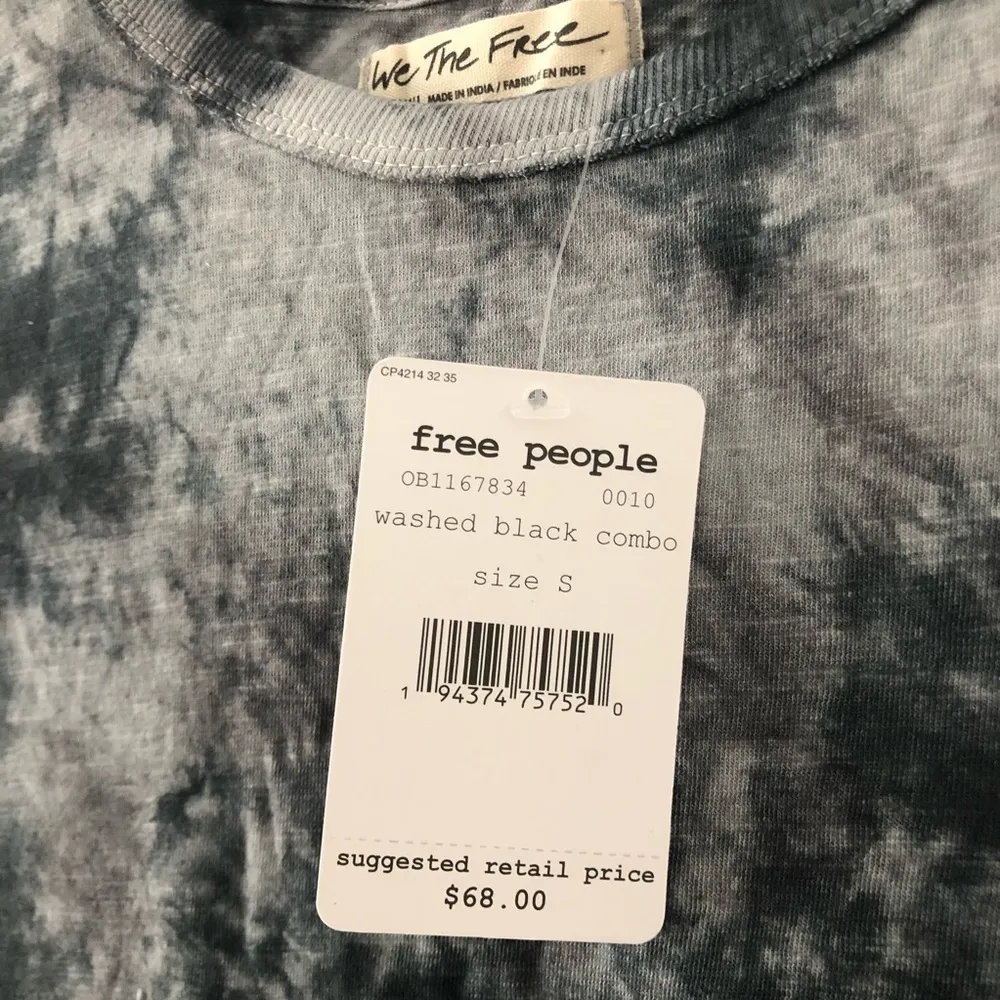 We The Free
MADE IN INDIA / FABRIQUÉ EN INDE
CP4214 32 35
free people
OB1167834 0010
washed black combo
size S
1 94374 75752 0
suggested retail price
$68.00